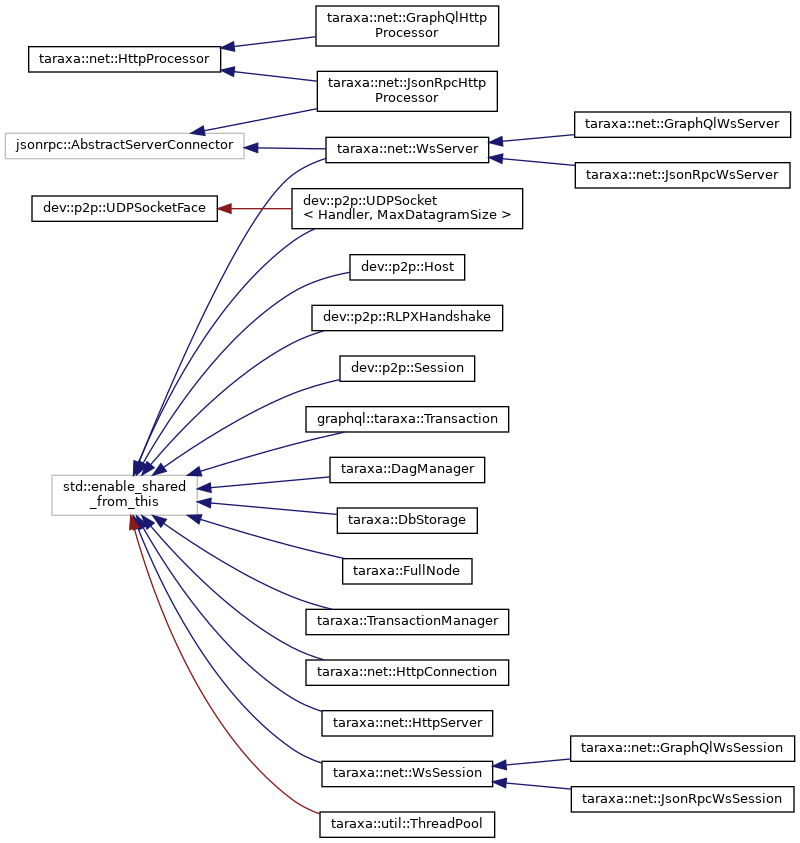 taraxa::net::GraphQlHttp
Processor
taraxa::net::HttpProcessor
taraxa::net::JsonRpcHttp
Processor
taraxa::net::GraphQlWsServer
jsonrpc::AbstractServerConnector
taraxa::net::WsServer
taraxa::net::JsonRpcWsServer
dev::p2p::UDPSocketFace
dev::p2p::UDPSocket
< Handler, MaxDatagramSize >
dev::p2p::Host
dev::p2p::RLPXHandshake
dev::p2p::Session
graphql::taraxa::Transaction
taraxa::DagManager
std::enable_shared
_from_this
taraxa::DbStorage
taraxa::FullNode
taraxa::TransactionManager
taraxa::net::HttpConnection
taraxa::net::HttpServer
taraxa::net::GraphQlWsSession
taraxa::net::WsSession
taraxa::net::JsonRpcWsSession
taraxa::util::ThreadPool